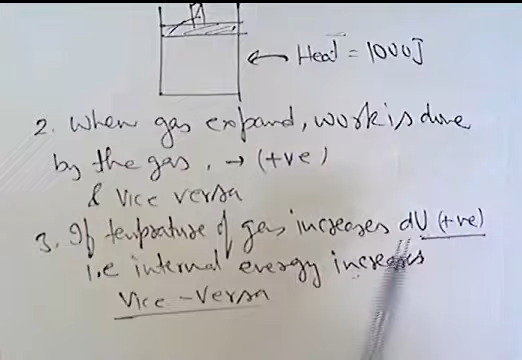 ← Heat = 1000J
2. When gas expand, work is done
by the gas, → (+ve)
& vice versa
3. If temprature of gas increases dU (+ve)
i.e internal energy increases
Vice - Versa